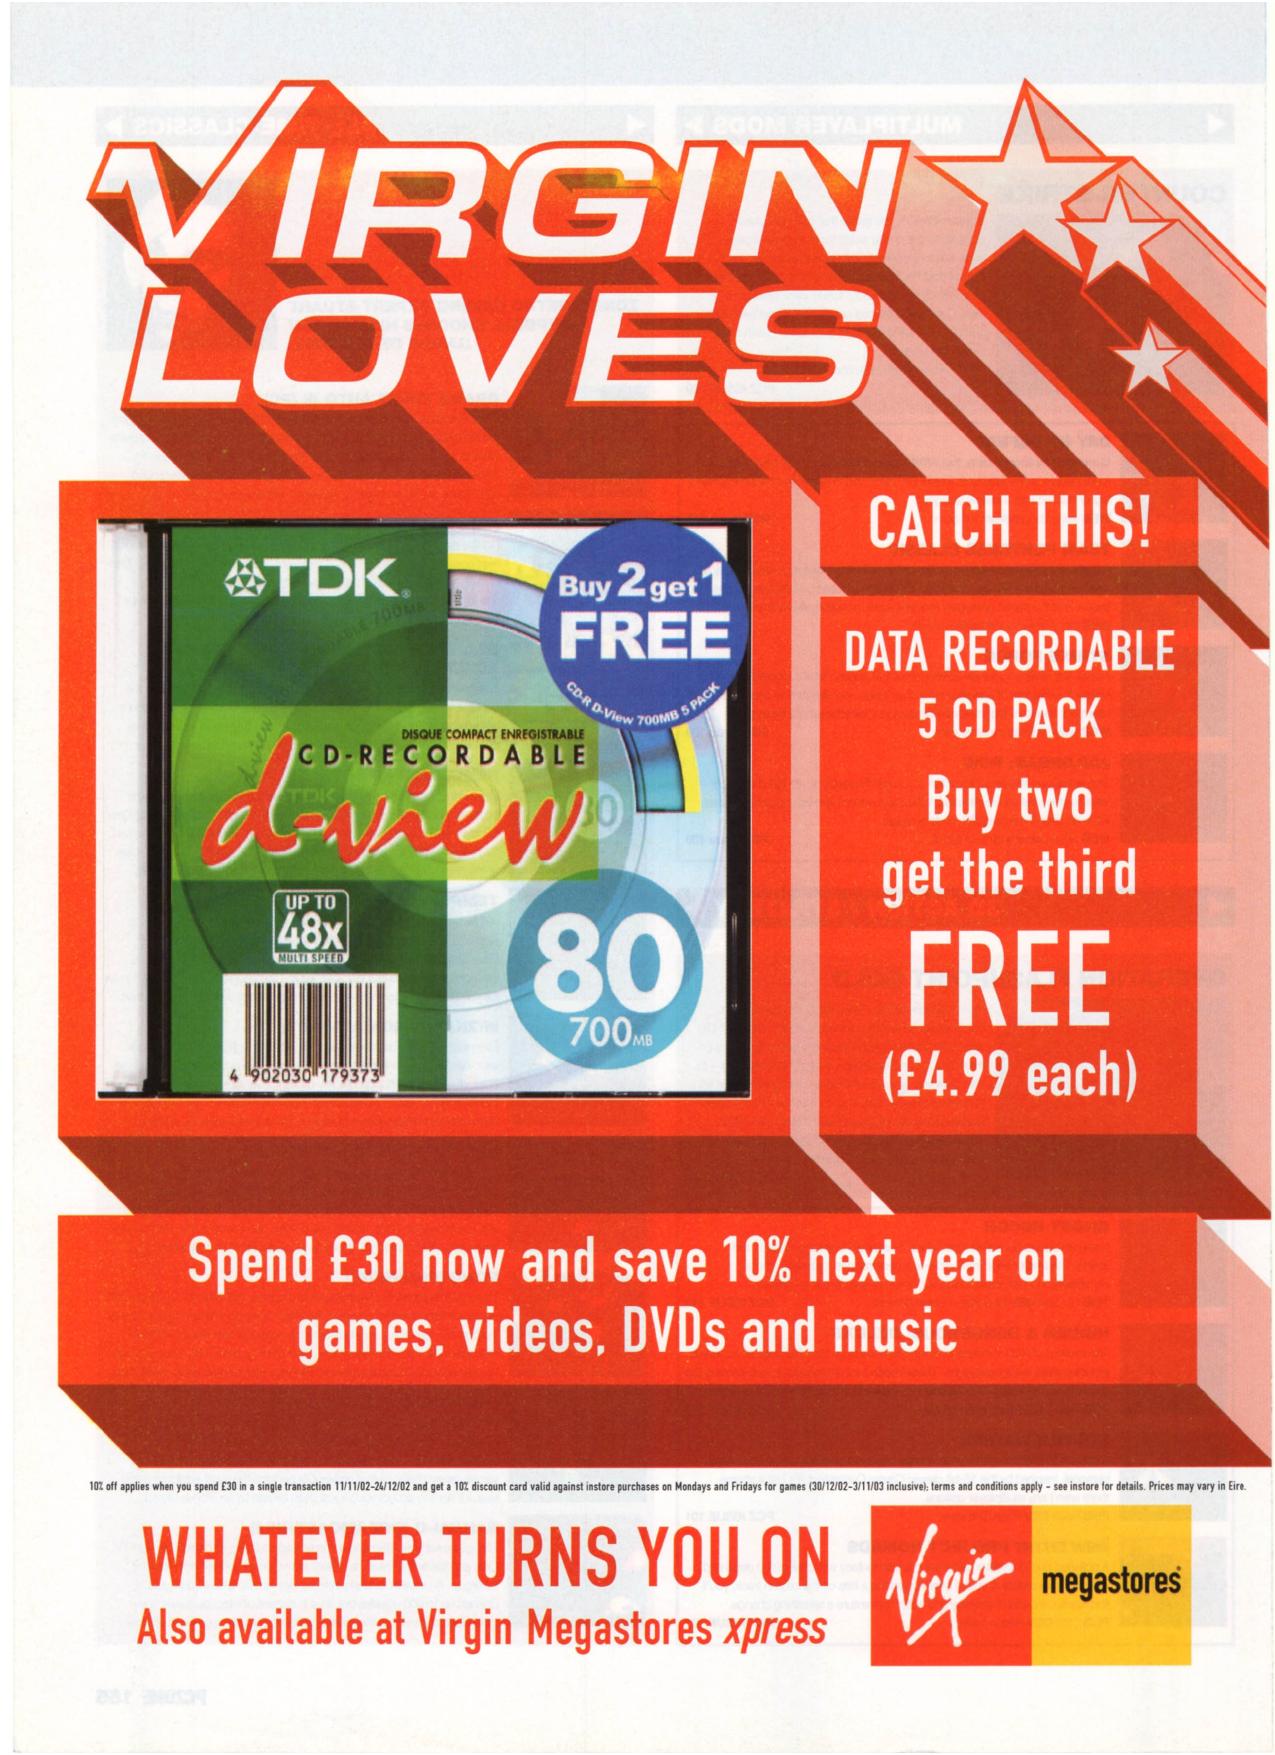 VIRGIN
LOVES
TDK®
title
Buy 2 get 1
FREE
CD-R D-View 700MB 5 PACK
DISQUE COMPACT ENREGISTRABLE
CD-RECORDABLE
d-view
UP TO
48x
MULTI SPEED
80
700MB
4 902030 179373
CATCH THIS!
DATA RECORDABLE
5 CD PACK
Buy two
get the third
FREE
(£4.99 each)
Spend £30 now and save 10% next year on
games, videos, DVDs and music
10% off applies when you spend £30 in a single transaction 11/11/02-24/12/02 and get a 10% discount card valid against instore purchases on Mondays and Fridays for games (30/12/02-3/11/03 inclusive); terms and conditions apply - see instore for details. Prices may vary in Eire.
WHATEVER TURNS YOU ON
Also available at Virgin Megastores xpress
Virgin
megastores